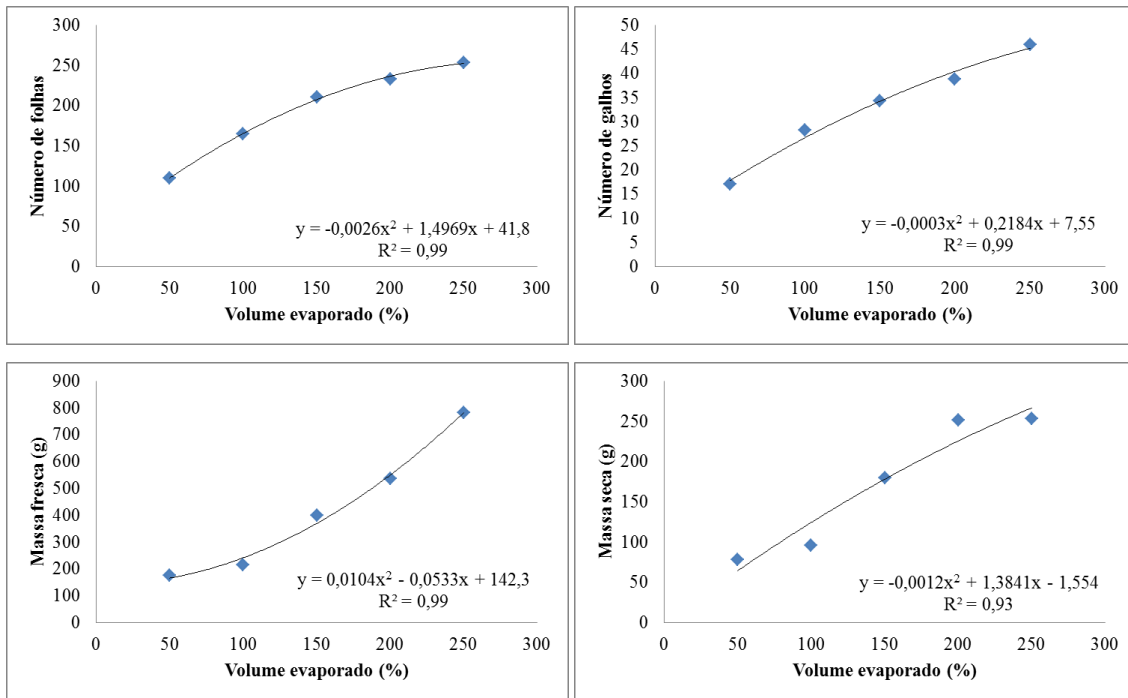 Número de folhas
300
250
200
150
100
50
0
y = -0,0026x² + 1,4969x + 41,8
R² = 0,99
0 50 100 150 200 250 300
Volume evaporado (%)
Número de galhos
50
45
40
35
30
25
20
15
10
5
0
y = -0,0003x² + 0,2184x + 7,55
R² = 0,99
0 50 100 150 200 250 300
Volume evaporado (%)
Massa fresca (g)
900
800
700
600
500
400
300
200
100
0
y = 0,0104x² - 0,0533x + 142,3
R² = 0,99
0 50 100 150 200 250 300
Volume evaporado (%)
Massa seca (g)
300
250
200
150
100
50
0
y = -0,0012x² + 1,3841x - 1,554
R² = 0,93
0 50 100 150 200 250 300
Volume evaporado (%)